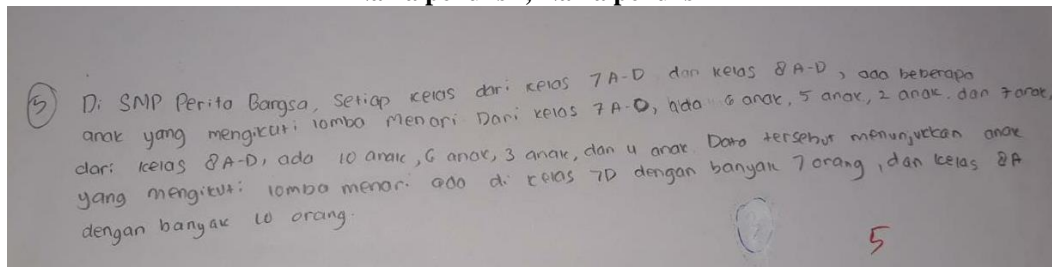 5 Di SMP Perita Bangsa, setiap kelas dari kelas 7A-D dan kelas 8A-D, ada beberapa
anak yang mengikuti lomba Menari Dari kelas 7A-D, ada 6 anak, 5 anak, 2 anak. dan 7 anak,
dari kelas 8A-D, ada 10 anak, 6 anak, 3 anak, dan 4 anak Data tersebut menunjukkan anak
yang mengikuti lomba menari ada di kelas 7D dengan banyak 7 orang, dan kelas 8A
dengan banyak 10 orang.
5